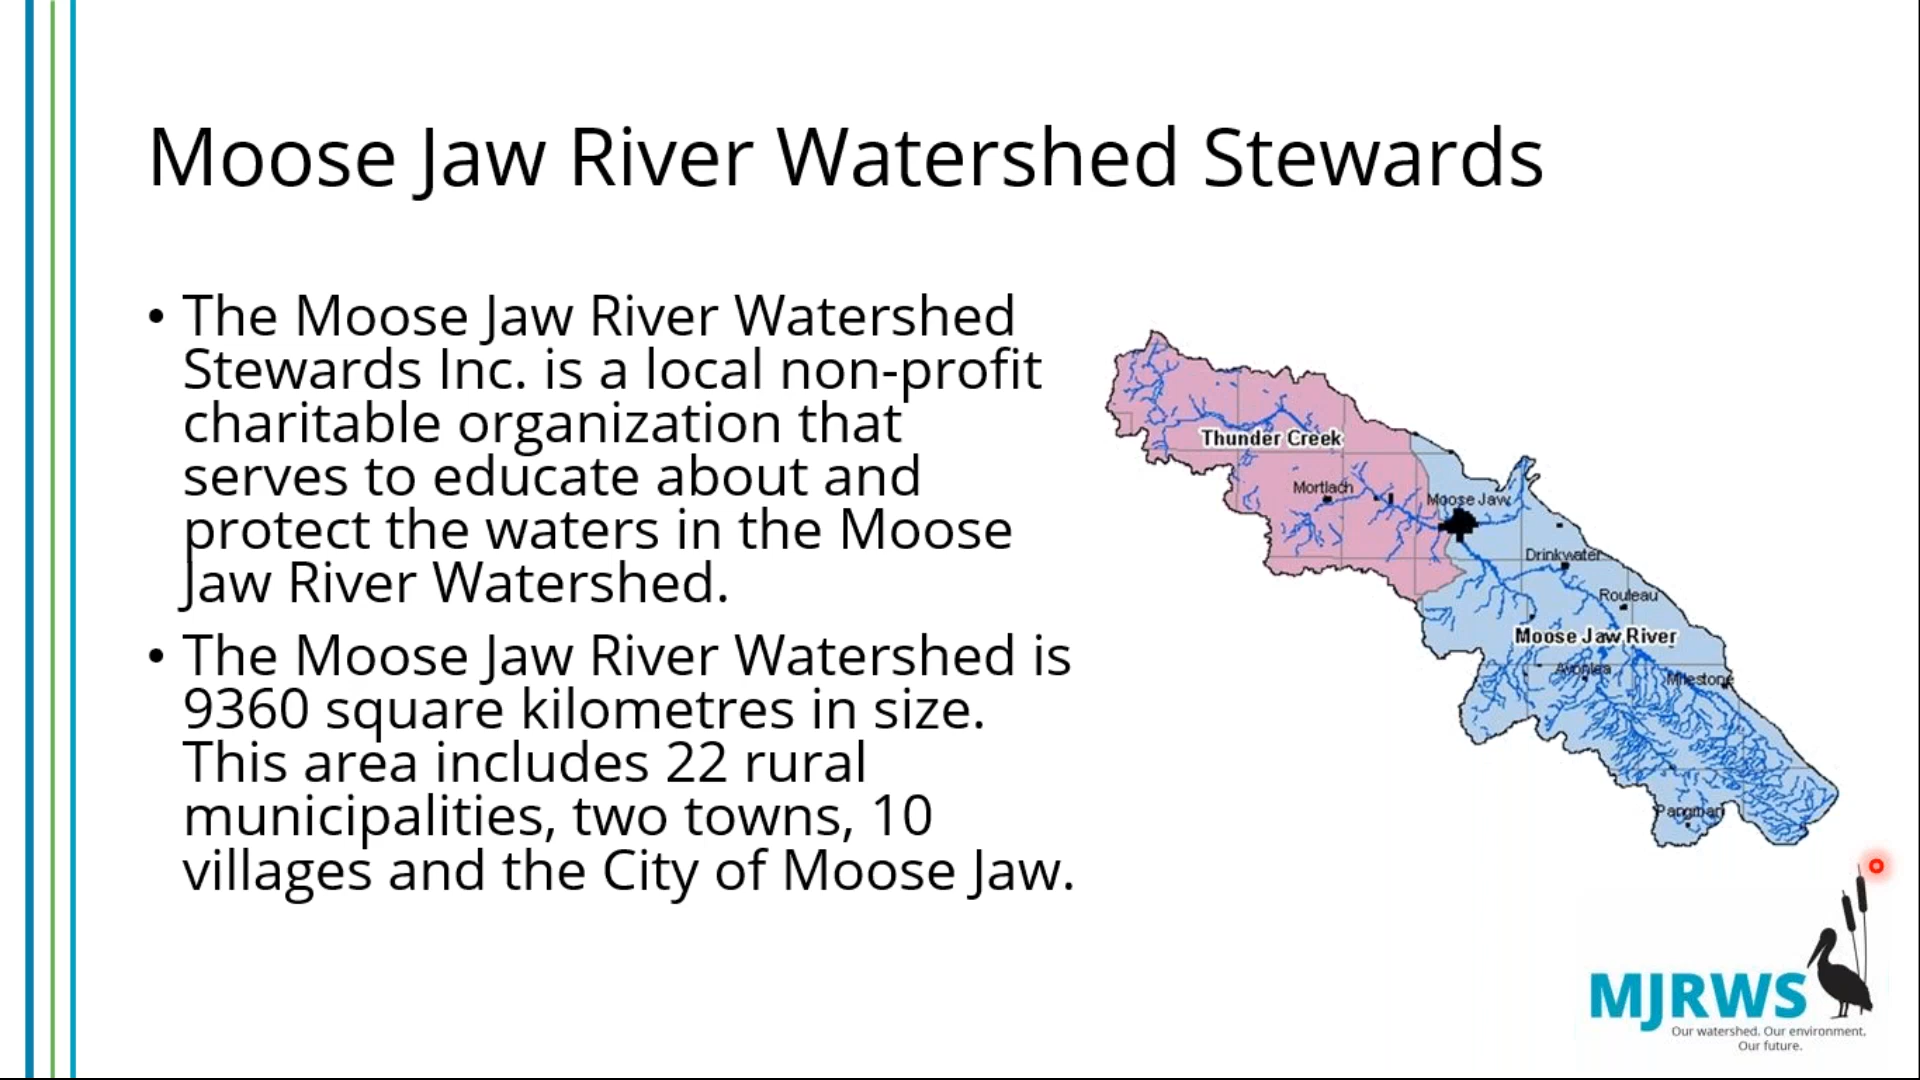 Moose Jaw River Watershed Stewards
• The Moose Jaw River Watershed
Stewards Inc. is a local non-profit
charitable organization that
serves to educate about and
protect the waters in the Moose
Jaw River Watershed.
• The Moose Jaw River Watershed is
9360 square kilometres in size.
This area includes 22 rural
municipalities, two towns, 10
villages and the City of Moose Jaw.
Thunder Creek
Mortlach
Moose Jaw
Drinkwater
Rouleau
Moose Jaw River
Avonlea
Milestone
Pangman
MJRWS
Our watershed. Our environment.
Our future.